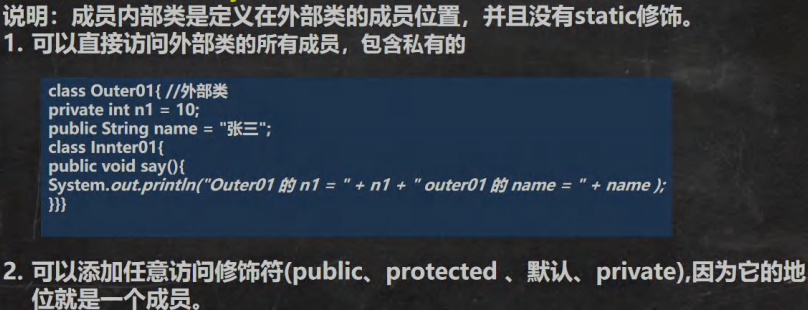 说明：成员内部类是定义在外部类的成员位置，并且没有static修饰。
1. 可以直接访问外部类的所有成员，包含私有的
class Outer01{ //外部类
private int n1 = 10;
public String name = "张三";
class Innter01{
public void say(){
System.out.println("Outer01 的 n1 = " + n1 + " outer01 的 name = " + name );
}}}
2. 可以添加任意访问修饰符(public、protected 、默认、private),因为它的地
位就是一个成员。